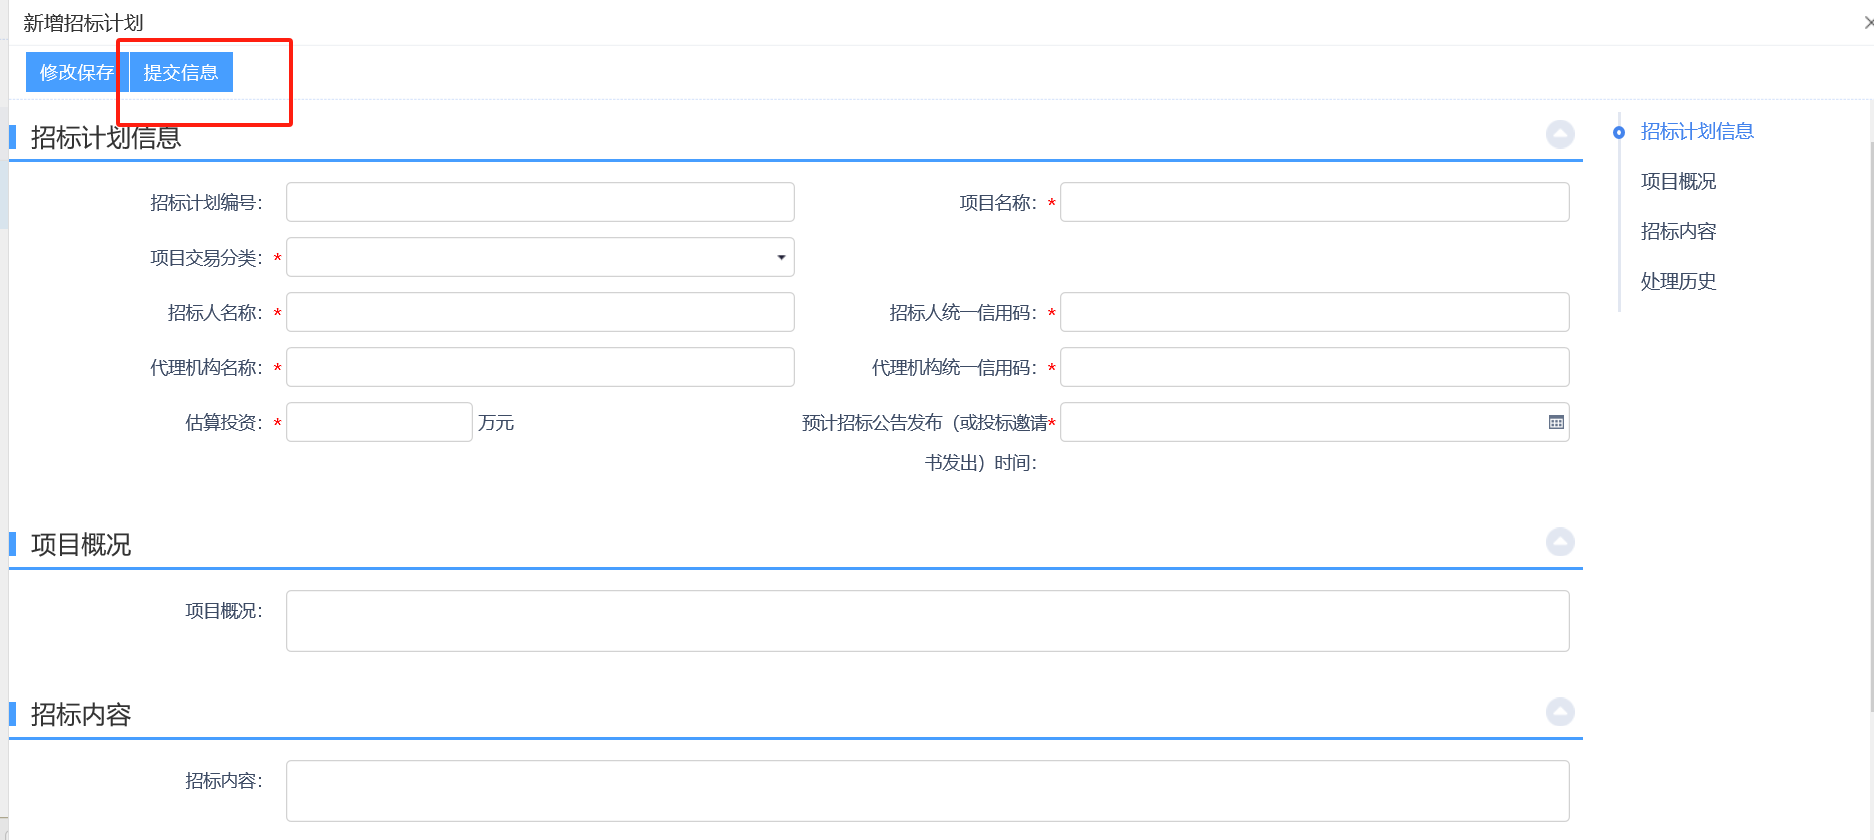 新增招标计划
修改保存 提交信息
招标计划信息
招标计划编号：
项目名称：*
项目交易分类：*
招标人名称：*
招标人统一信用码：*
代理机构名称：*
代理机构统一信用码：*
估算投资：* 万元
预计招标公告发布（或投标邀请*
书发出）时间：
项目概况
项目概况：
招标内容
招标内容：
招标计划信息
项目概况
招标内容
处理历史